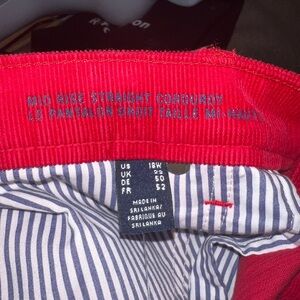 MID RISE STRAIGHT CORDUROY
LE PANTALON DROIT TAILLE MI-HAUT
US 18W
UK 22
DE 50
FR 52
MADE IN
SRI LANKA/
FABRIQUÉ AU
SRI LANKA